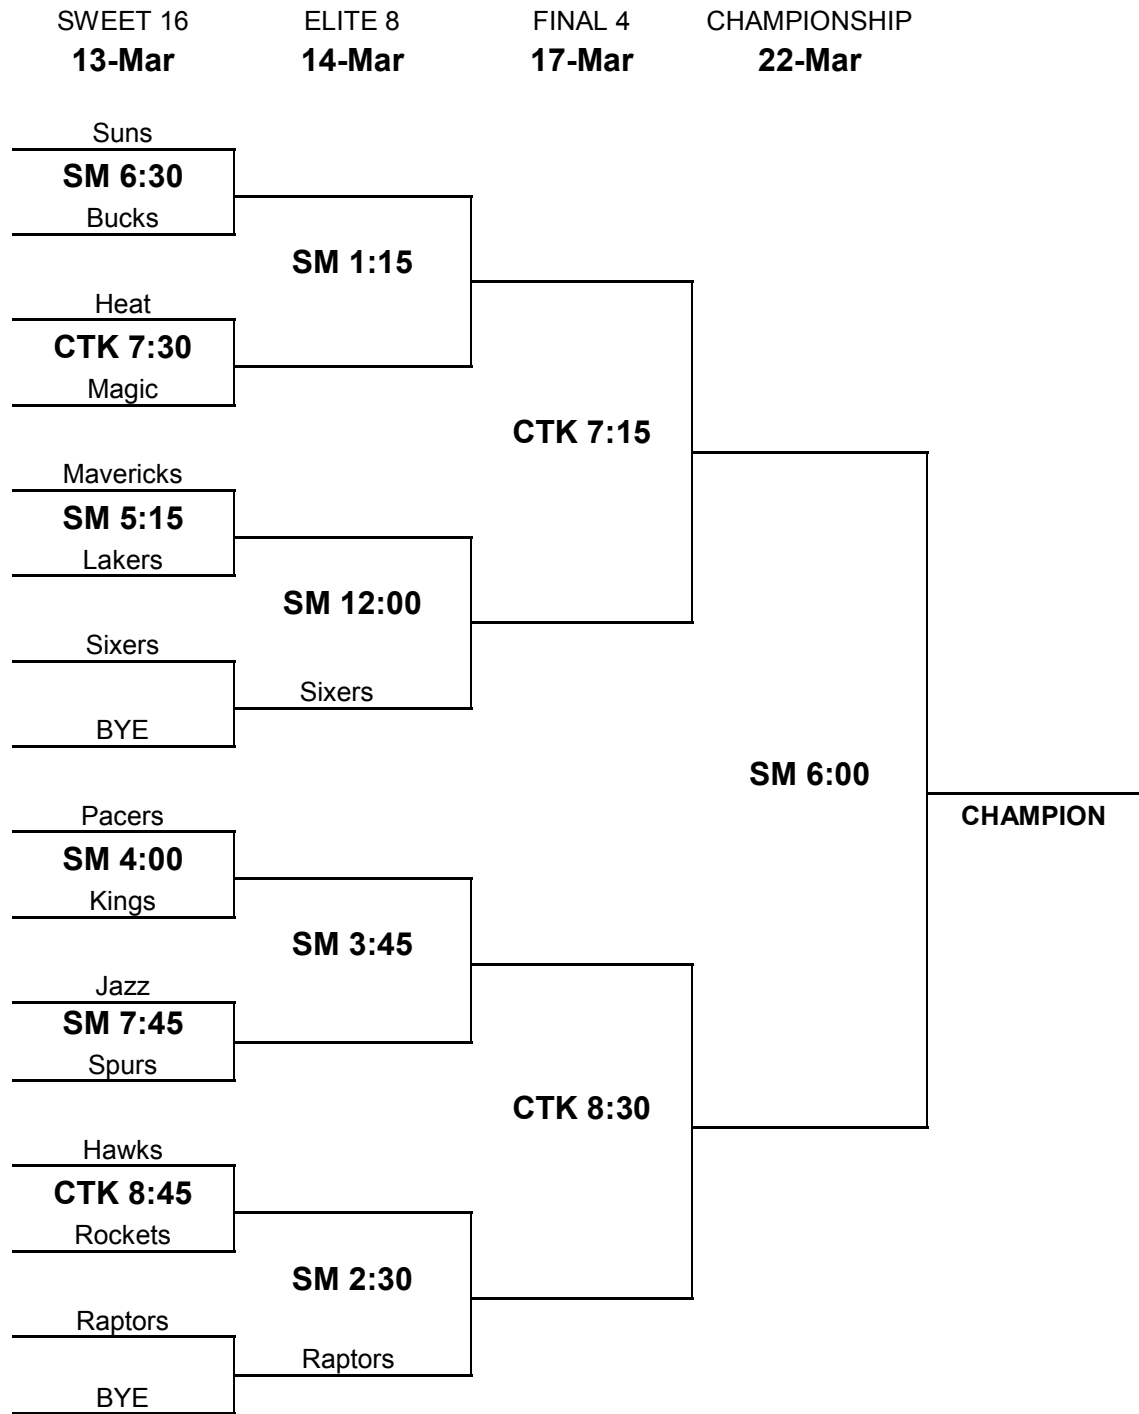 SWEET 16 ELITE 8 FINAL 4 CHAMPIONSHIP
13-Mar 14-Mar 17-Mar 22-Mar
Suns
SM 6:30
Bucks
SM 1:15
Heat
CTK 7:30
Magic
CTK 7:15
Mavericks
SM 5:15
Lakers
SM 12:00
Sixers
Sixers
BYE
SM 6:00
Pacers
CHAMPION
SM 4:00
Kings
SM 3:45
Jazz
SM 7:45
Spurs
CTK 8:30
Hawks
CTK 8:45
Rockets
SM 2:30
Raptors
Raptors
BYE